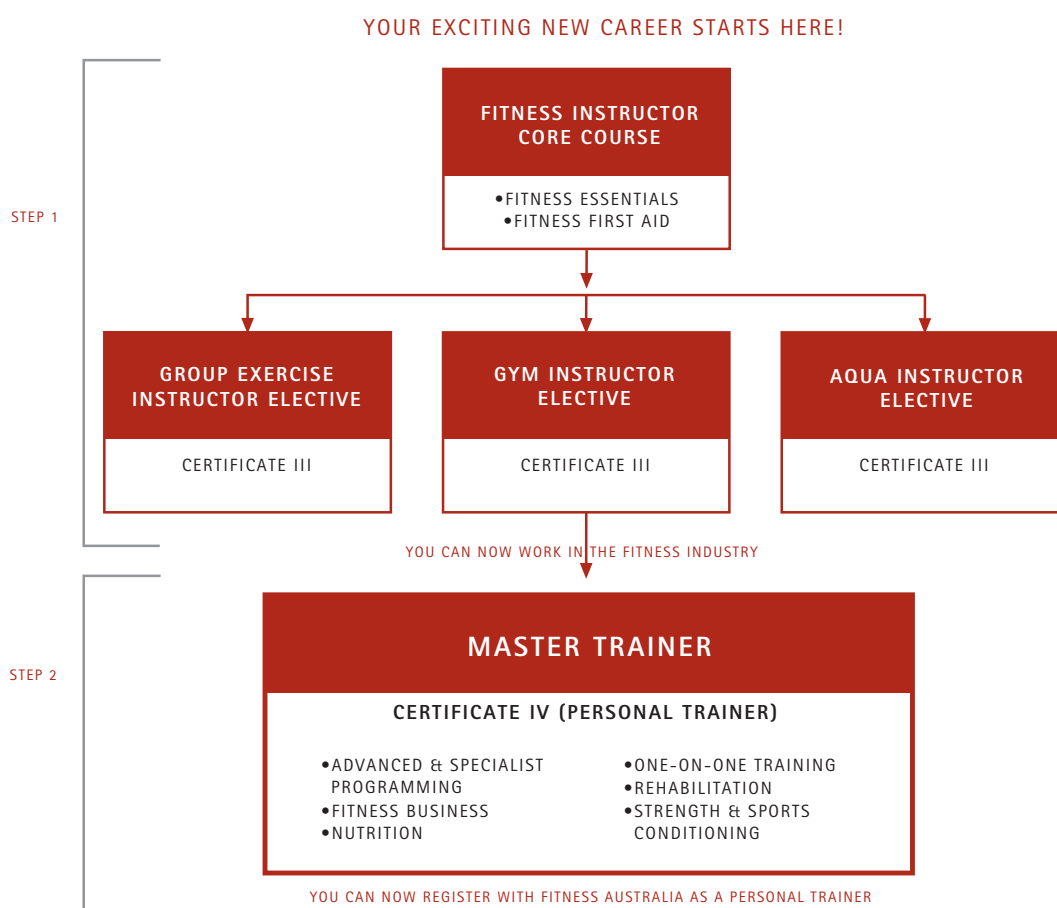 YOUR EXCITING NEW CAREER STARTS HERE!
STEP 1
FITNESS INSTRUCTOR
CORE COURSE
•FITNESS ESSENTIALS
•FITNESS FIRST AID
GROUP EXERCISE
INSTRUCTOR ELECTIVE
CERTIFICATE III
GYM INSTRUCTOR
ELECTIVE
CERTIFICATE III
AQUA INSTRUCTOR
ELECTIVE
CERTIFICATE III
YOU CAN NOW WORK IN THE FITNESS INDUSTRY
STEP 2
MASTER TRAINER
CERTIFICATE IV (PERSONAL TRAINER)
•ADVANCED & SPECIALIST
PROGRAMMING
•FITNESS BUSINESS
•NUTRITION
•ONE-ON-ONE TRAINING
•REHABILITATION
•STRENGTH & SPORTS
CONDITIONING
YOU CAN NOW REGISTER WITH FITNESS AUSTRALIA AS A PERSONAL TRAINER